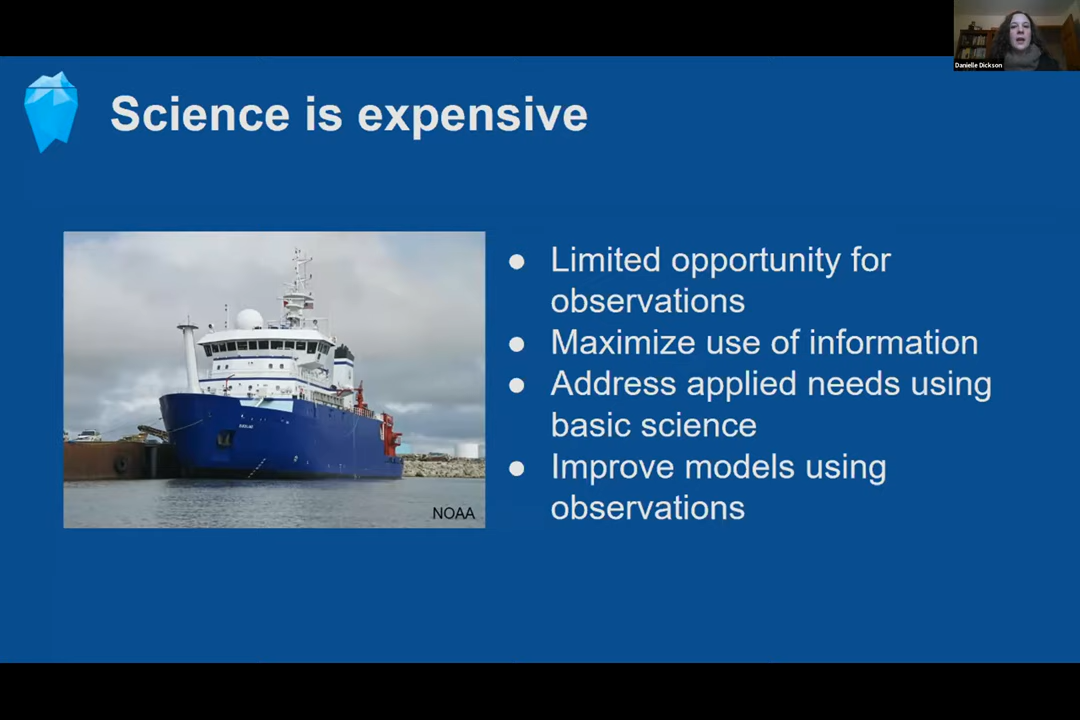 Danielle Dickson
Science is expensive
● Limited opportunity for
observations
● Maximize use of information
● Address applied needs using
basic science
● Improve models using
observations
NOAA